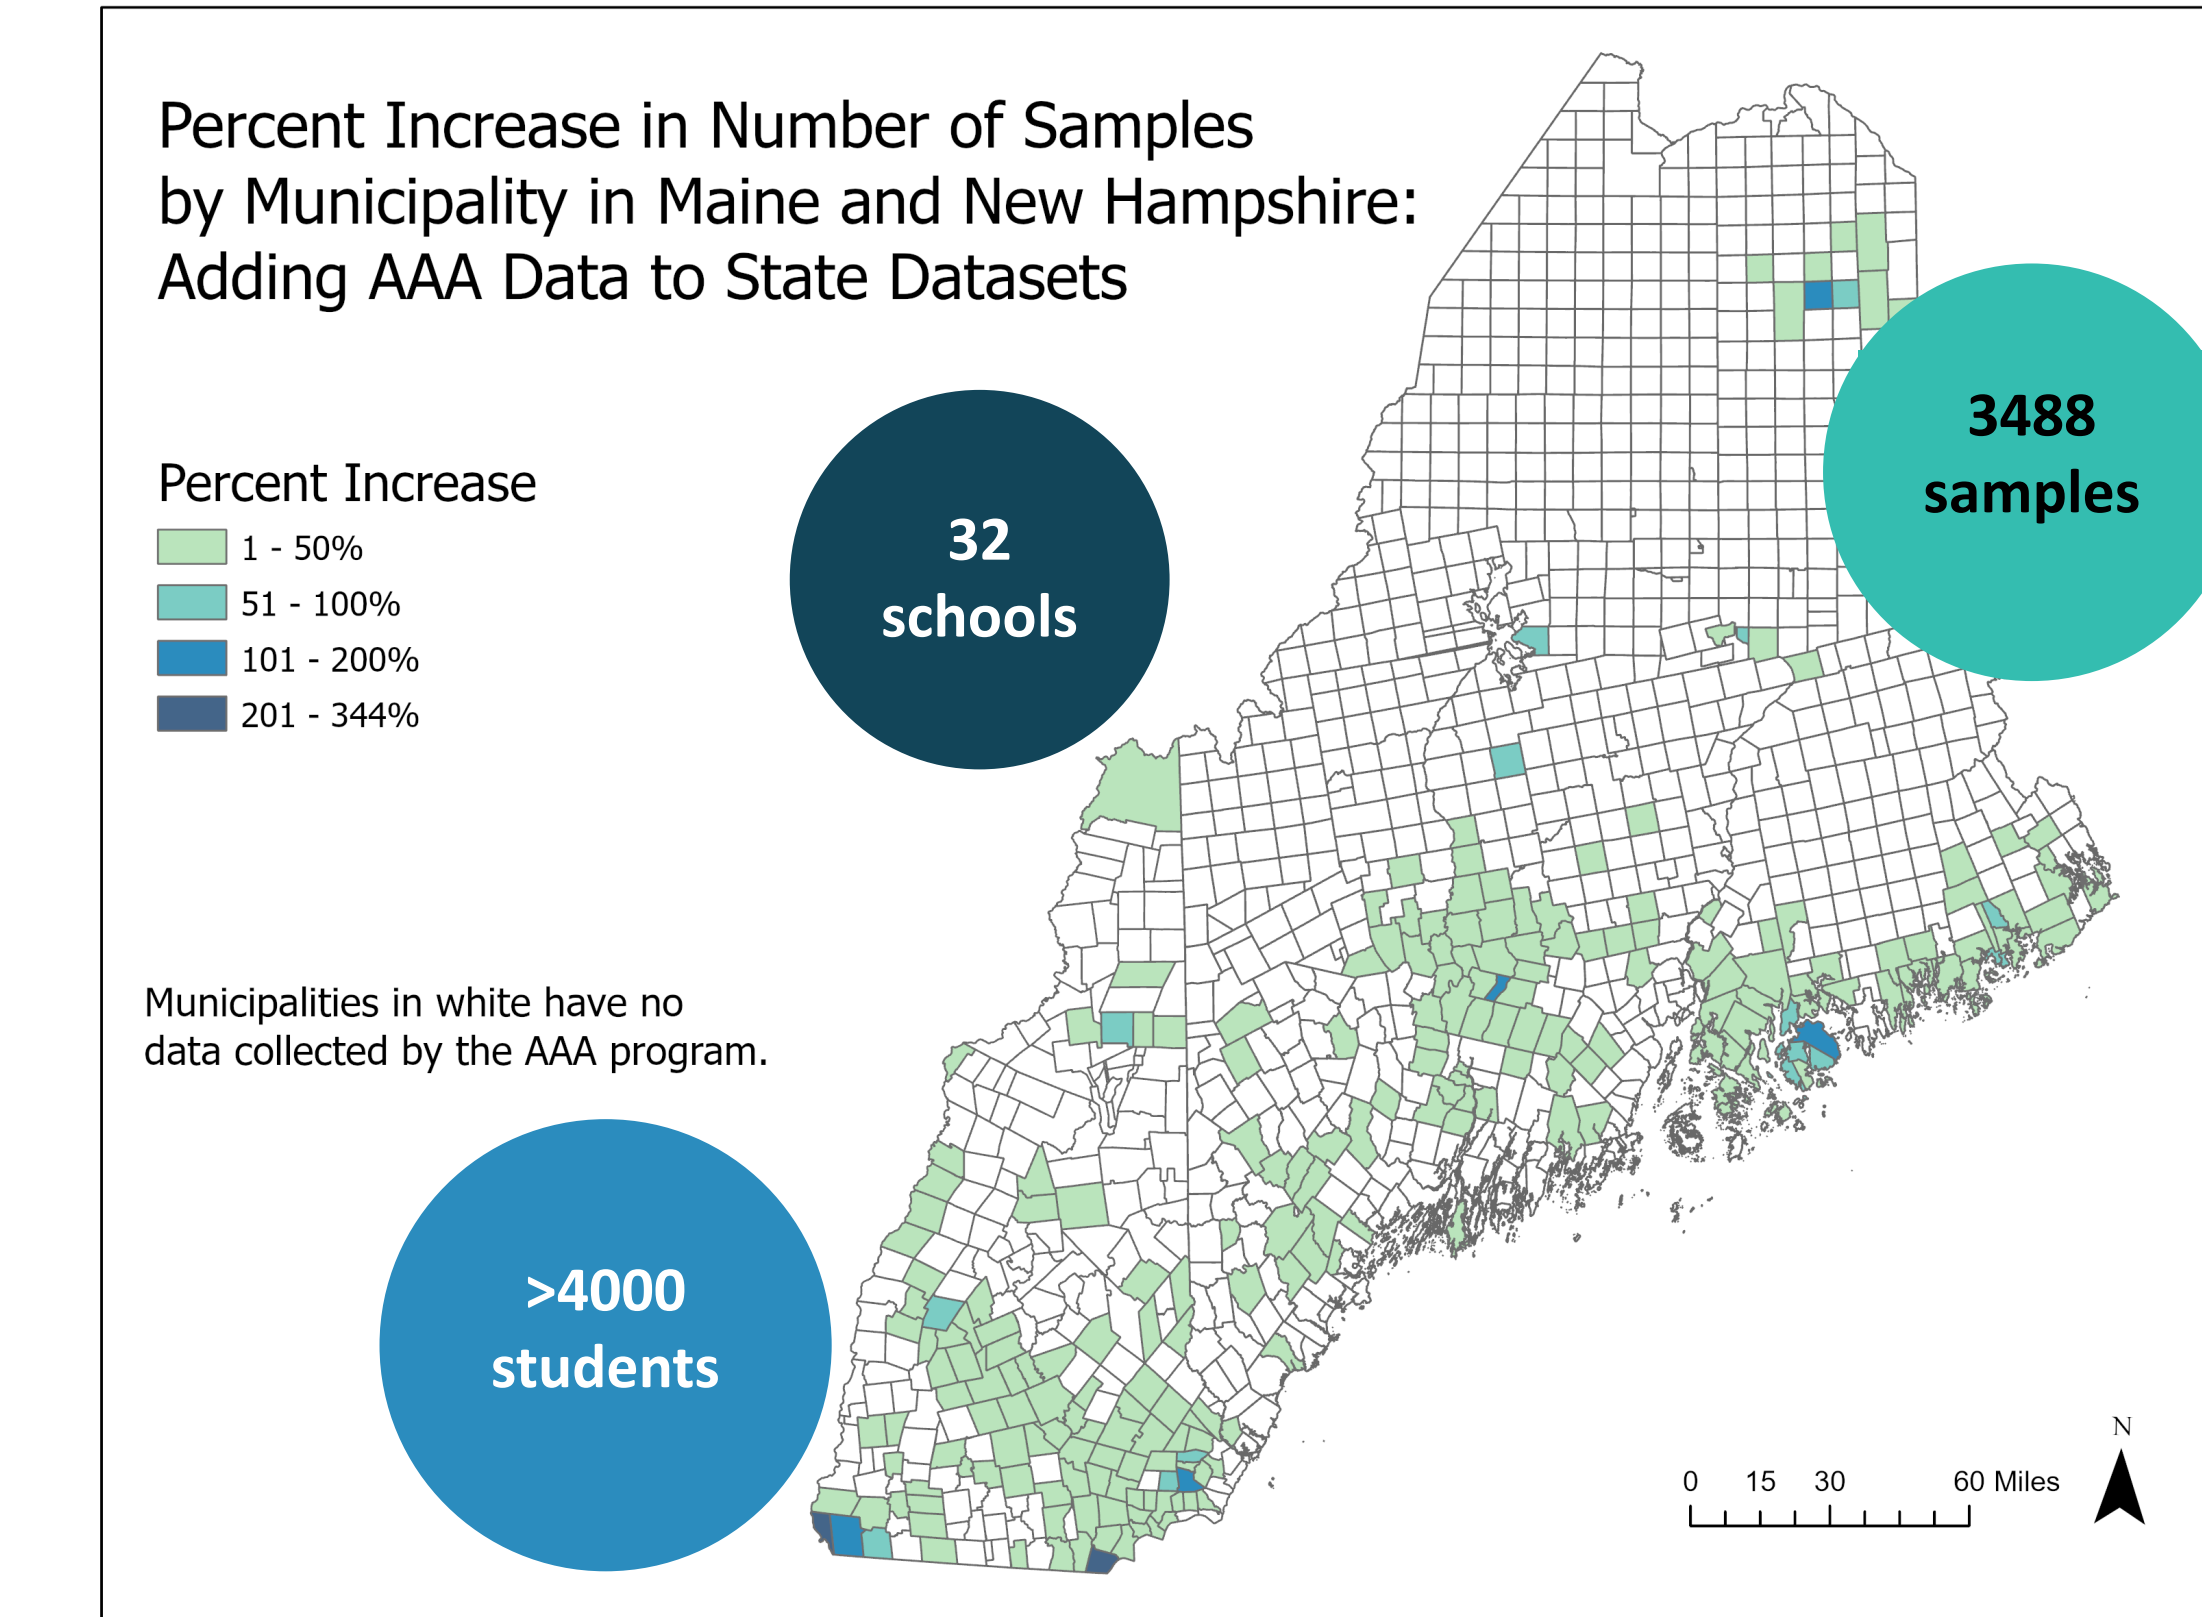 Percent Increase in Number of Samples
by Municipality in Maine and New Hampshire:
Adding AAA Data to State Datasets
3488
samples
32
schools
Percent Increase
1 - 50%
51 - 100%
101 - 200%
201 - 344%
Municipalities in white have no
data collected by the AAA program.
>4000
students
N
0 15 30 60 Miles